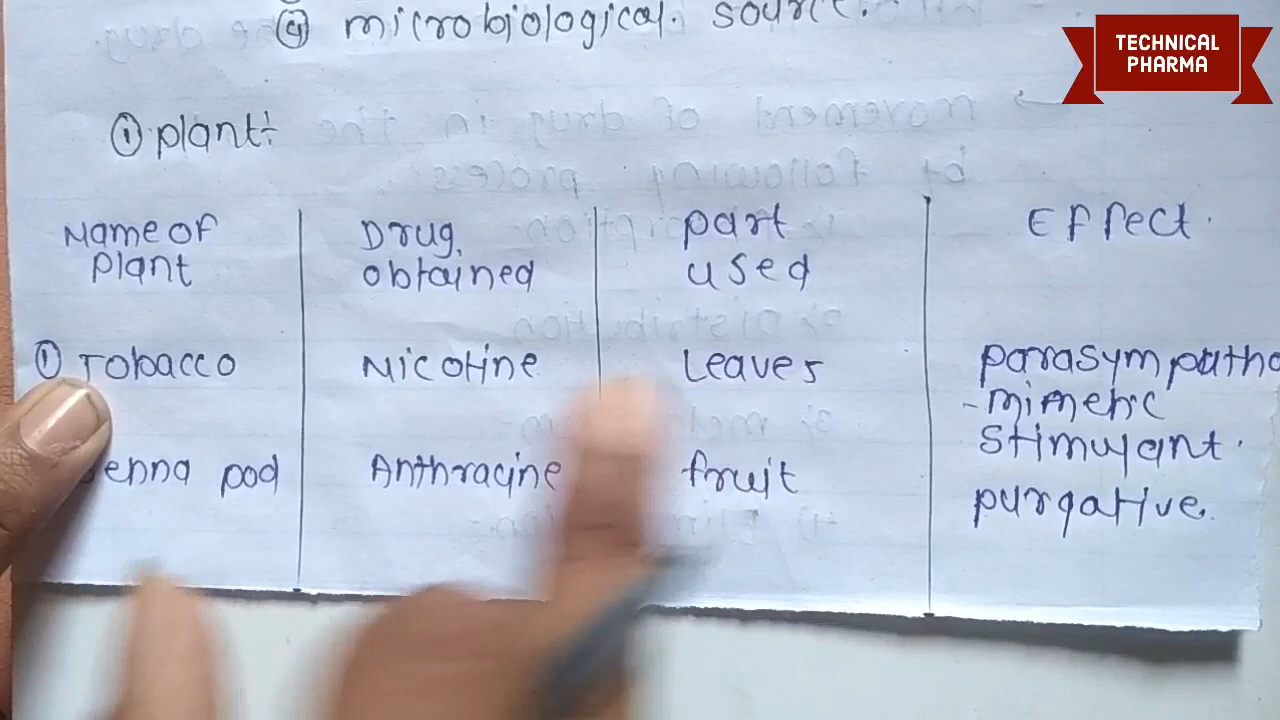 ④ microbiological. source.
TECHNICAL
PHARMA
① plant:-
Name of
plant
Drug.
obtained
part
used
Effect.
① Tobacco
Nicotine
Leaves
parasympatho
-mimetic
stimulant.
enna pod
Anthracine
fruit
purgative.